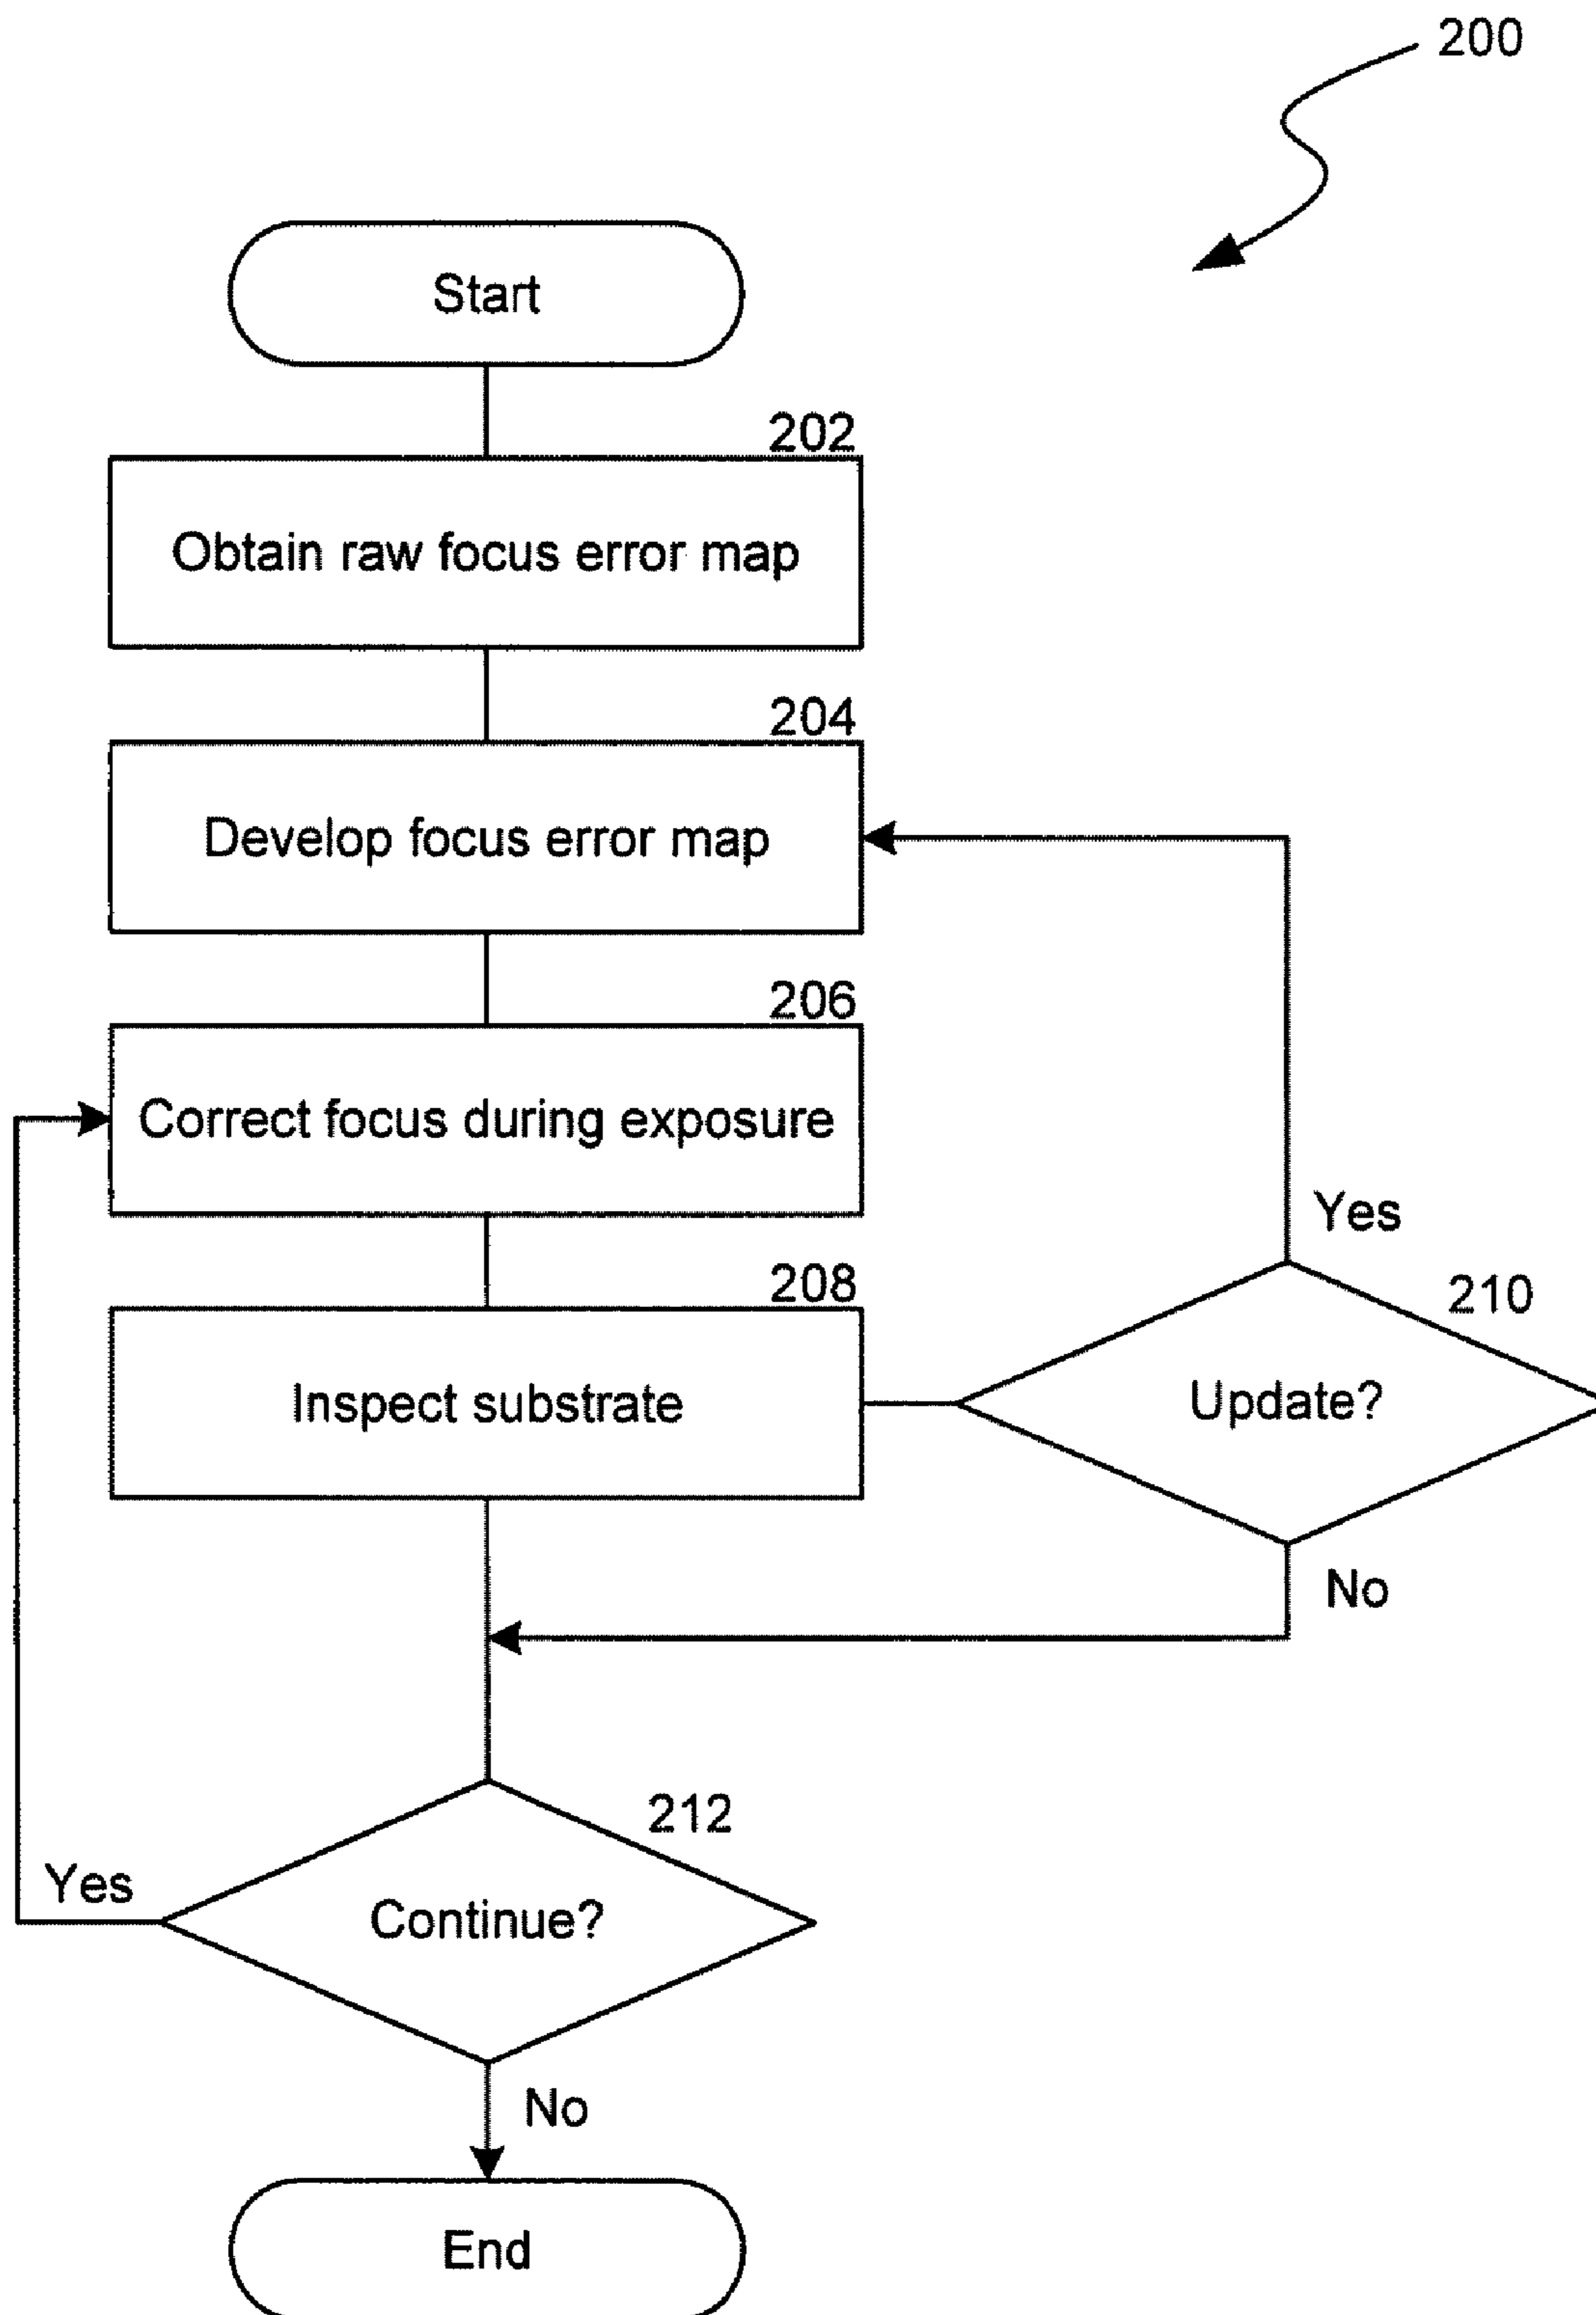 200
Start
202
Obtain raw focus error map
204
Develop focus error map
206
Correct focus during exposure
Yes
208
210
Inspect substrate
Update?
No
212
Yes
Continue?
No
End